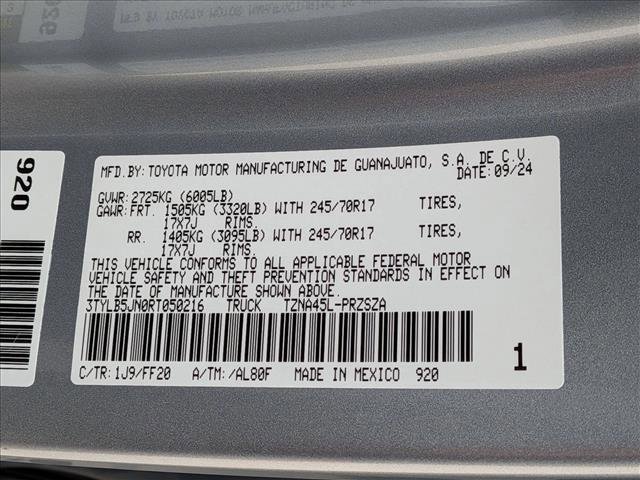 920
MFD.BY:TOYOTA MOTOR MANUFACTURING DE GUANAJUATO, S.A. DE C.V.
DATE:09/24
GVWR:2725KG (6005LB)
GAWR:FRT. 1505KG (3320LB) WITH 245/70R17 TIRES,
17X7J RIMS.
RR. 1405KG (3095LB) WITH 245/70R17 TIRES,
17X7J RIMS.
THIS VEHICLE CONFORMS TO ALL APPLICABLE FEDERAL MOTOR
VEHICLE SAFETY AND THEFT PREVENTION STANDARDS IN EFFECT ON
THE DATE OF MANUFACTURE SHOWN ABOVE.
3TYLB5JN0RT050216 TRUCK TZNA45L-PRZSZA
1
C/TR:1J9/FF20 A/TM:/AL80F MADE IN MEXICO 920